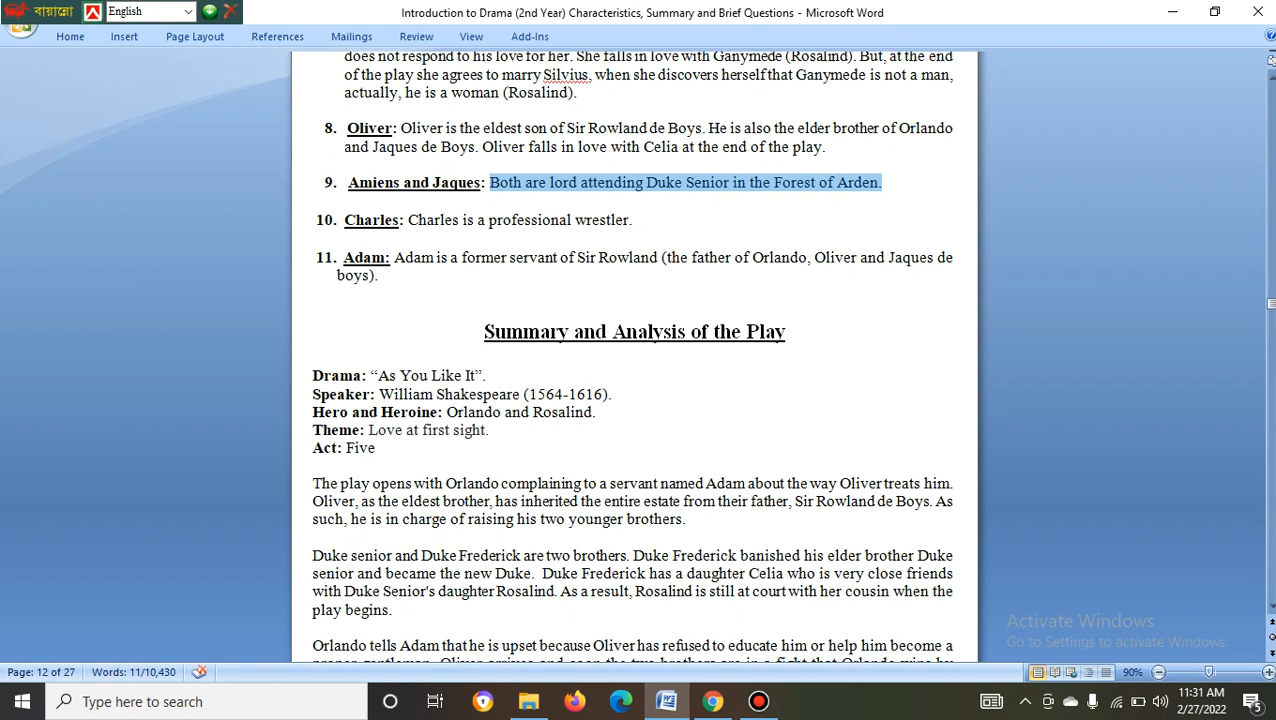 বায়ান্নো English Introduction to Drama (2nd Year) Characteristics, Summary and Brief Questions - Microsoft Word
Home Insert Page Layout References Mailings Review View Add-Ins
does not respond to his love for her. She falls in love with Ganymede (Rosalind). But, at the end
of the play she agrees to marry Silvius, when she discovers herself that Ganymede is not a man,
actually, he is a woman (Rosalind).
8. Oliver: Oliver is the eldest son of Sir Rowland de Boys. He is also the elder brother of Orlando
and Jaques de Boys. Oliver falls in love with Celia at the end of the play.
9. Amiens and Jaques: Both are lord attending Duke Senior in the Forest of Arden.
10. Charles: Charles is a professional wrestler.
11. Adam: Adam is a former servant of Sir Rowland (the father of Orlando, Oliver and Jaques de
boys).
Summary and Analysis of the Play
Drama: “As You Like It”.
Speaker: William Shakespeare (1564-1616).
Hero and Heroine: Orlando and Rosalind.
Theme: Love at first sight.
Act: Five
The play opens with Orlando complaining to a servant named Adam about the way Oliver treats him.
Oliver, as the eldest brother, has inherited the entire estate from their father, Sir Rowland de Boys. As
such, he is in charge of raising his two younger brothers.
Duke senior and Duke Frederick are two brothers. Duke Frederick banished his elder brother Duke
senior and became the new Duke. Duke Frederick has a daughter Celia who is very close friends
with Duke Senior's daughter Rosalind. As a result, Rosalind is still at court with her cousin when the
play begins.
Activate Windows
Go to Settings to activate Windows.
Orlando tells Adam that he is upset because Oliver has refused to educate him or help him become a
Page: 12 of 27 Words: 11/10,430 90%
Type here to search 11:31 AM
2/27/2022 5